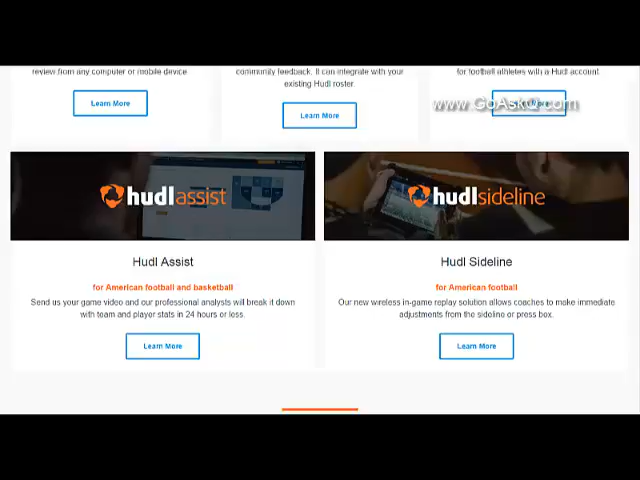 review from any computer or mobile device
community feedback. It can integrate with your
existing Hudl roster
for football athletes with a Hudl account
www.GoAskQ.com
Learn More
Learn More
hudl assist
hudl sideline
Hudl Assist
for American football and basketball
Send us your game video and our professional analysts will break it down
with team and player stats in 24 hours or less.
Learn More
Hudl Sideline
for American football
Our new wireless in-game replay solution allows coaches to make immediate
adjustments from the sideline or press box.
Learn More